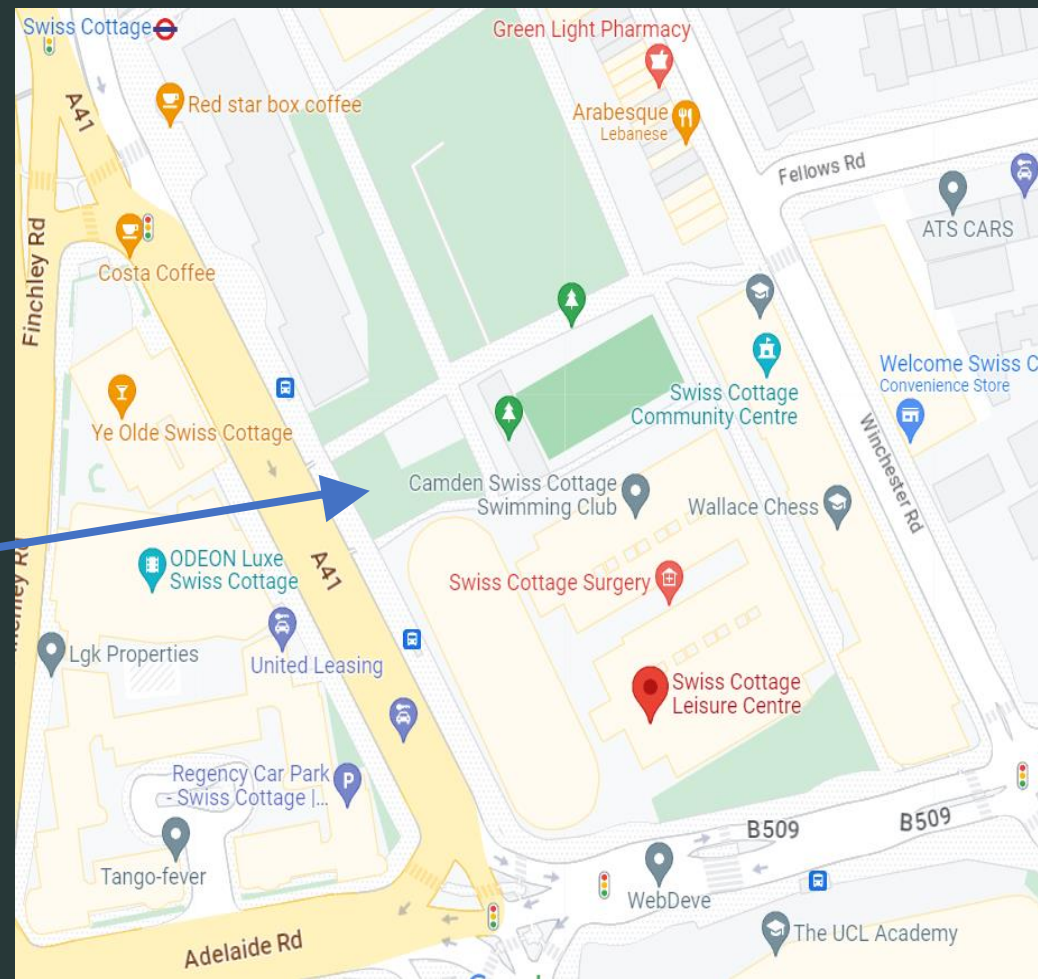 Swiss Cottage
Green Light Pharmacy
A41
Red star box coffee
Arabesque
Lebanese
Fellows Rd
ATS CARS
Finchley Rd
Costa Coffee
Swiss Cottage
Community Centre
Welcome Swiss C
Convenience Store
Ye Olde Swiss Cottage
Winchester Rd
Camden Swiss Cottage
Swimming Club
Wallace Chess
ODEON Luxe
Swiss Cottage
A41
Swiss Cottage Surgery
Lgk Properties
United Leasing
Swiss Cottage
Leisure Centre
Regency Car Park
- Swiss Cottage |...
P
B509
B509
Tango-fever
WebDeve
Adelaide Rd
The UCL Academy